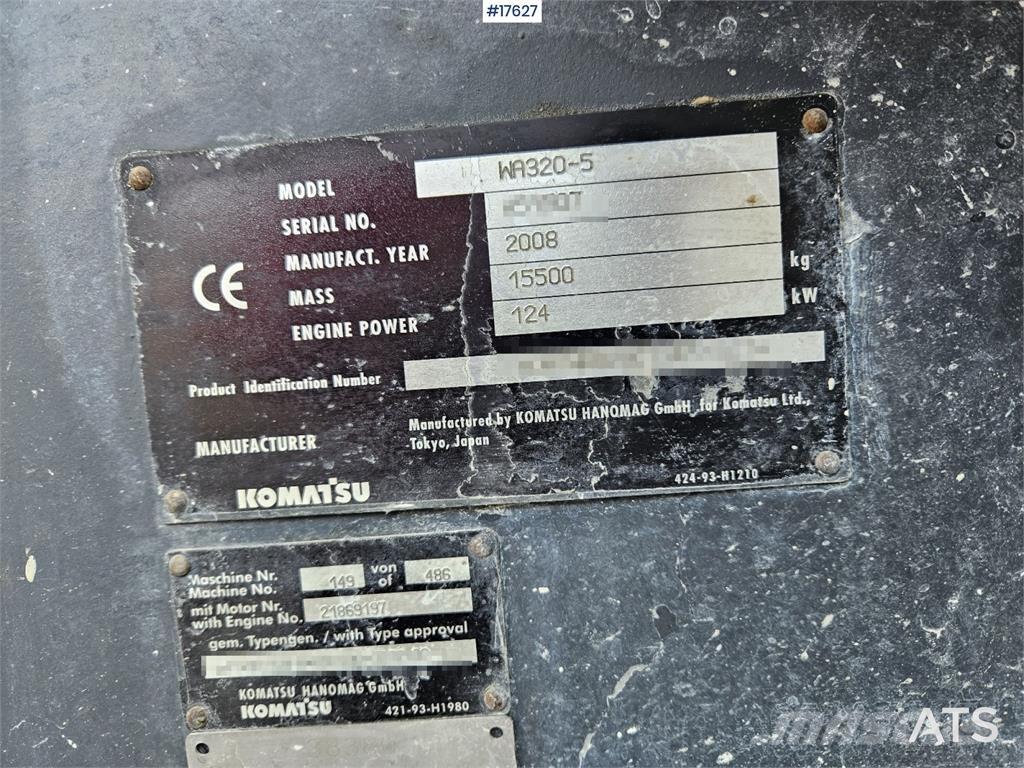 #17627
MODEL WA320-5
SERIAL NO.
MANUFACT. YEAR 2008
MASS 15500 kg
ENGINE POWER 124 kW
CE
Product Identification Number
MANUFACTURER Manufactured by KOMATSU HANOMAG GmbH for Komatsu Ltd.,
Tokyo, Japan
KOMATSU 424-93-H1210
Maschine Nr. 149 von 486
Machine No. of
mit Motor Nr. 21869197
with Engine No.
gem. Typengen. / with Type approval
KOMATSU HANOMAG GmbH
KOMATSU 421-93-H1980
ATS